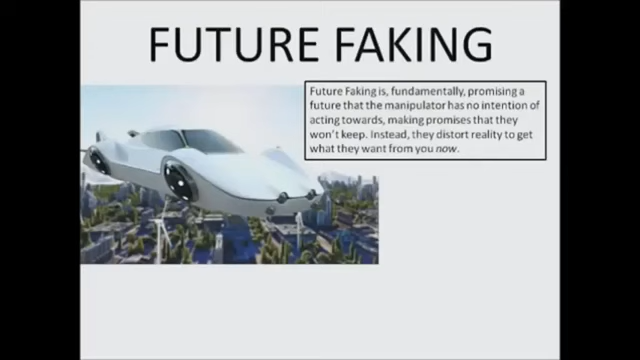 FUTURE FAKING
Future Faking is, fundamentally, promising a
future that the manipulator has no intention of
acting towards, making promises that they
won't keep. Instead, they distort reality to get
what they want from you now.